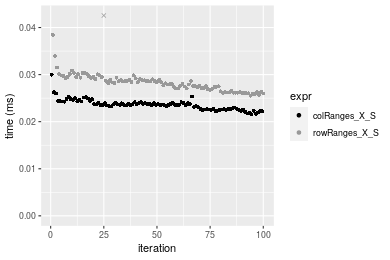 0.04
0.03
0.02
0.01
0.00
time (ms)
0
25
50
75
100
iteration
expr
colRanges_X_S
rowRanges_X_S